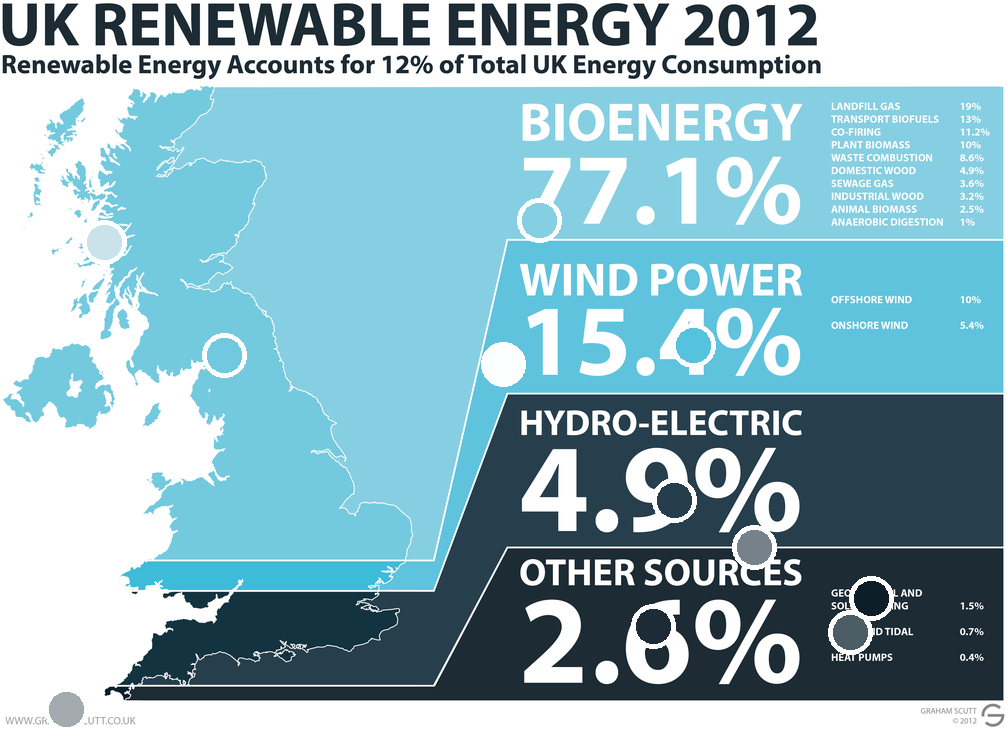 UK RENEWABLE ENERGY 2012
Renewable Energy Accounts for 12% of Total UK Energy Consumption
BIOENERGY
77.1%
LANDFILL GAS 19%
TRANSPORT BIOFUELS 13%
CO-FIRING 11.2%
PLANT BIOMASS 10%
WASTE COMBUSTION 8.6%
DOMESTIC WOOD 4.9%
SEWAGE GAS 3.6%
INDUSTRIAL WOOD 3.2%
ANIMAL BIOMASS 2.5%
ANAEROBIC DIGESTION 1%
WIND POWER
15.4%
OFFSHORE WIND 10%
ONSHORE WIND 5.4%
HYDRO-ELECTRIC
4.9%
OTHER SOURCES
2.6%
AND
1.5%
TIDAL 0.7%
HEAT PUMPS 0.4%
GRAHAM SCUTT
© 2012